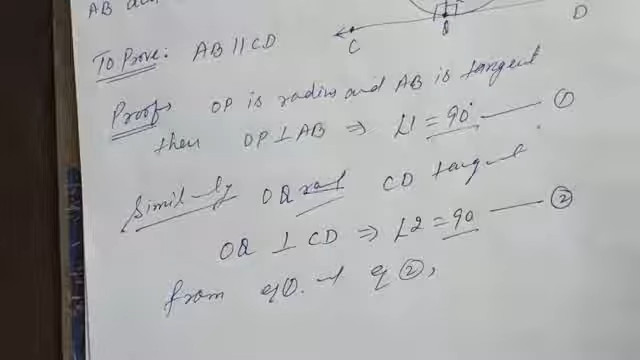 AB
C
D
To Prove: AB || CD
Proof OP is radius and AB is tangent
then OP ⊥ AB ⇒ ∠1 = 90° — ①
Similarly OQ rad CD tangent.
OQ ⊥ CD ⇒ ∠2 = 90 — ②
from eq ① & eq ②,